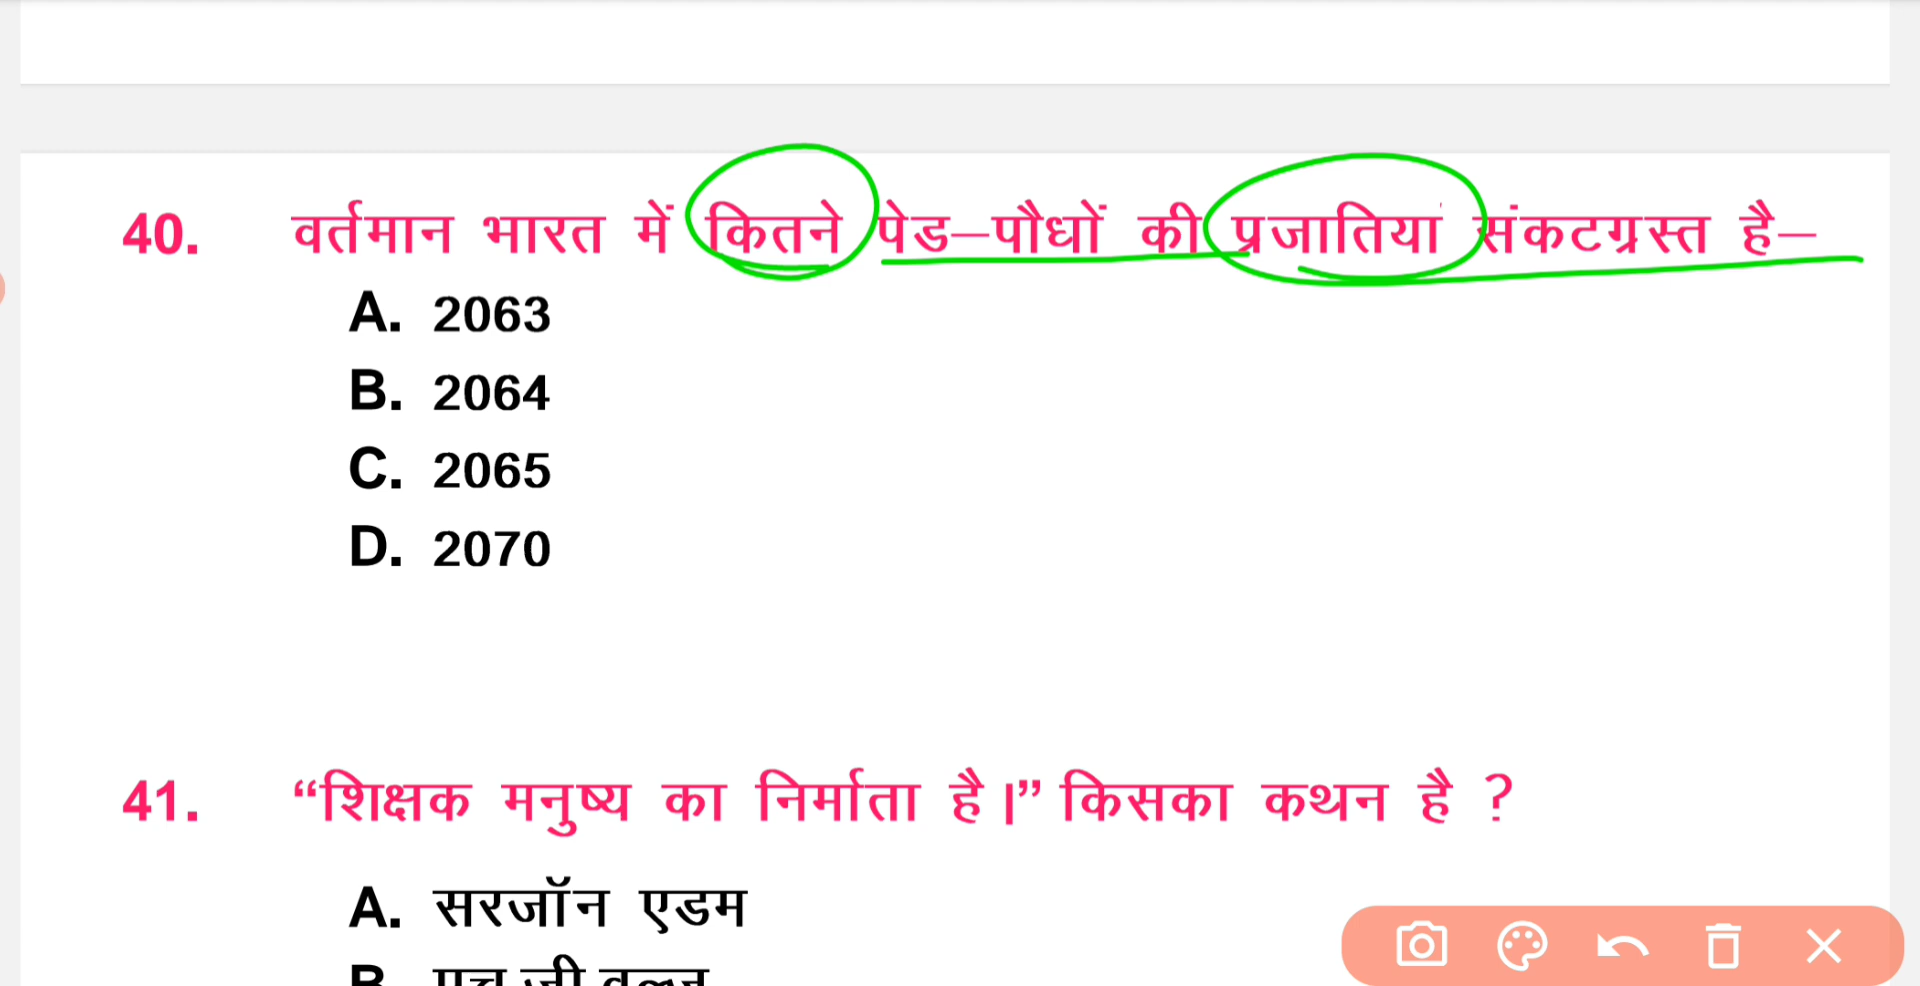 40. वर्तमान भारत में कितने पेड–पौधों की प्रजातियां संकटग्रस्त है–
A. 2063
B. 2064
C. 2065
D. 2070
41. “शिक्षक मनुष्य का निर्माता है।” किसका कथन है ?
A. सरजॉन एडम
B